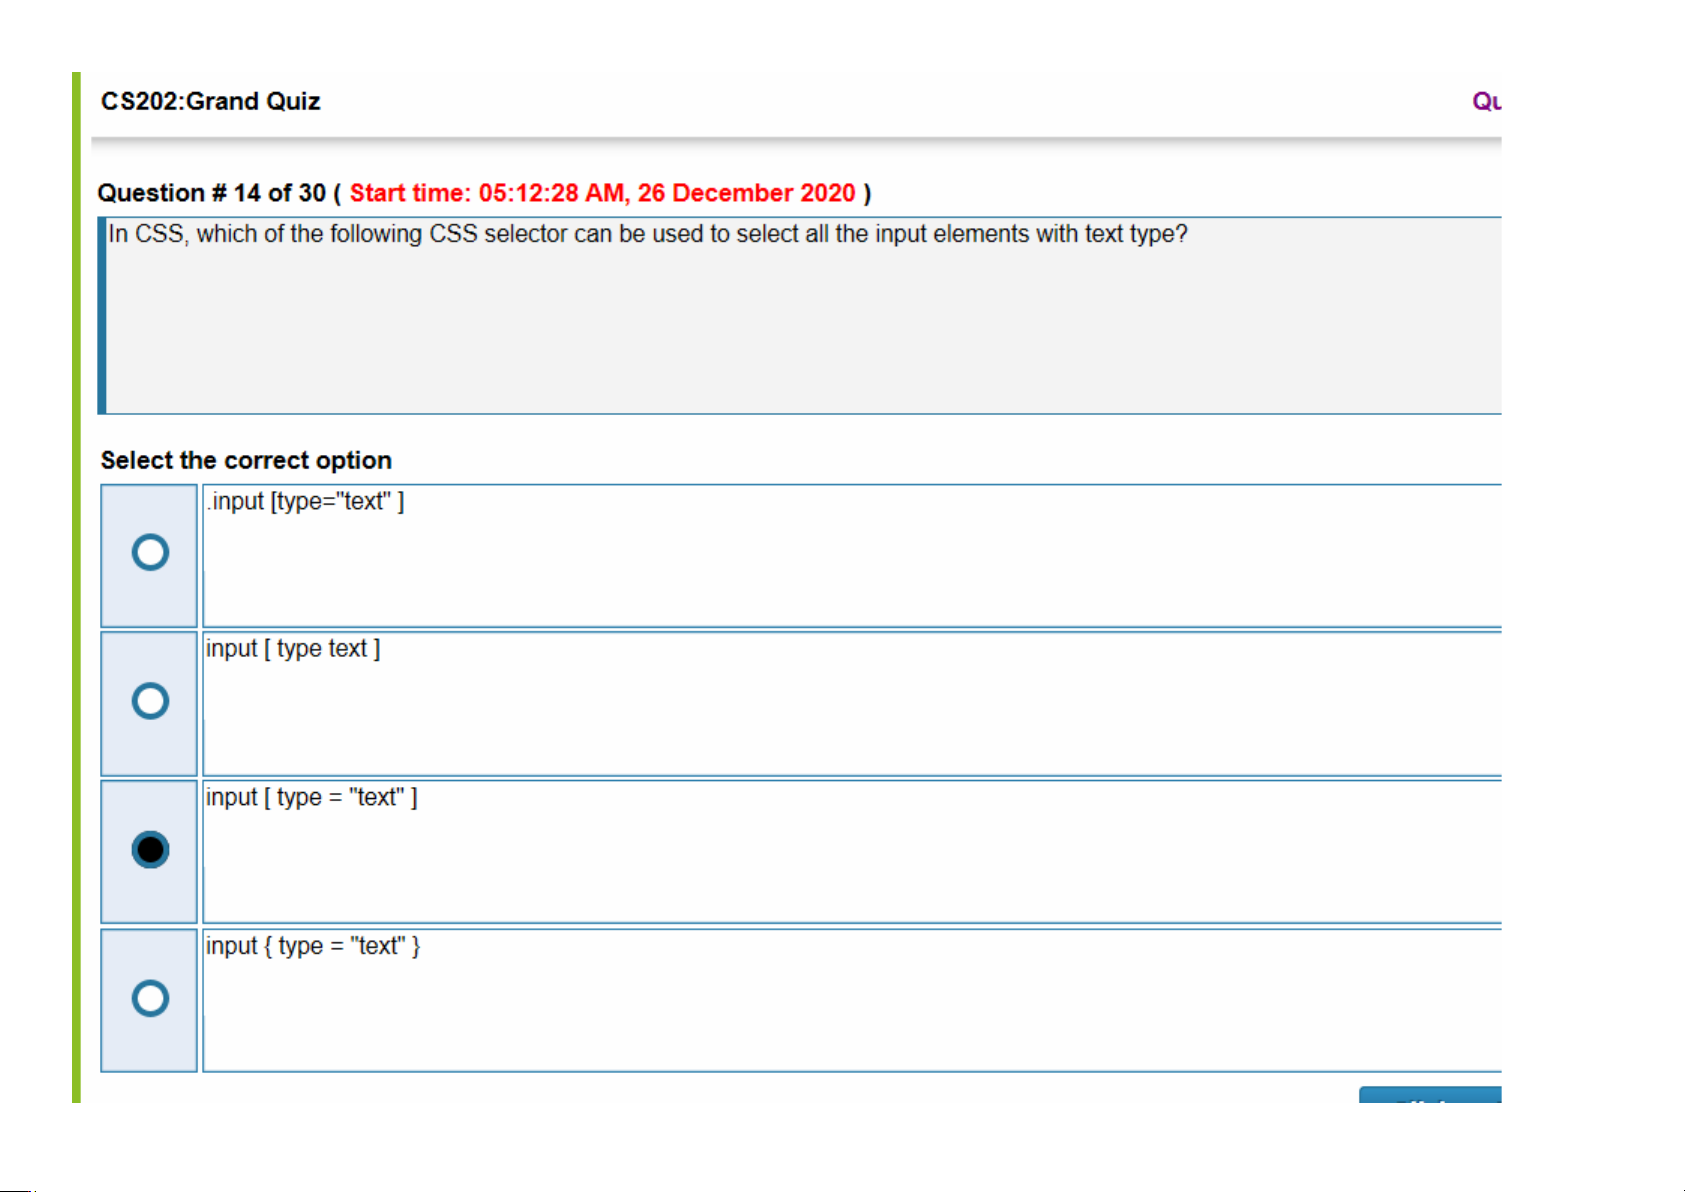 CS202:Grand Quiz
Question # 14 of 30 ( Start time: 05:12:28 AM, 26 December 2020 )
In CSS, which of the following CSS selector can be used to select all the input elements with text type?
Select the correct option
.input [type="text" ]
input [ type text ]
input [ type = "text" ]
input { type = "text" }